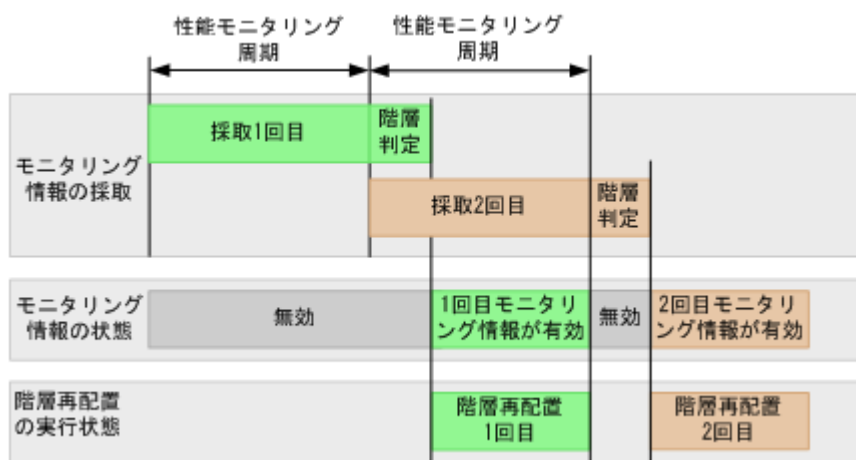 性能モニタリング
周期
性能モニタリング
周期
モニタリング
情報の採取
採取1回目
階層
判定
採取2回目
階層
判定
モニタリング
情報の状態
無効
1回目モニタリ
ング情報が有効
無効
2回目モニタリ
ング情報が有効
階層再配置
の実行状態
階層再配置
1回目
階層再配置
2回目